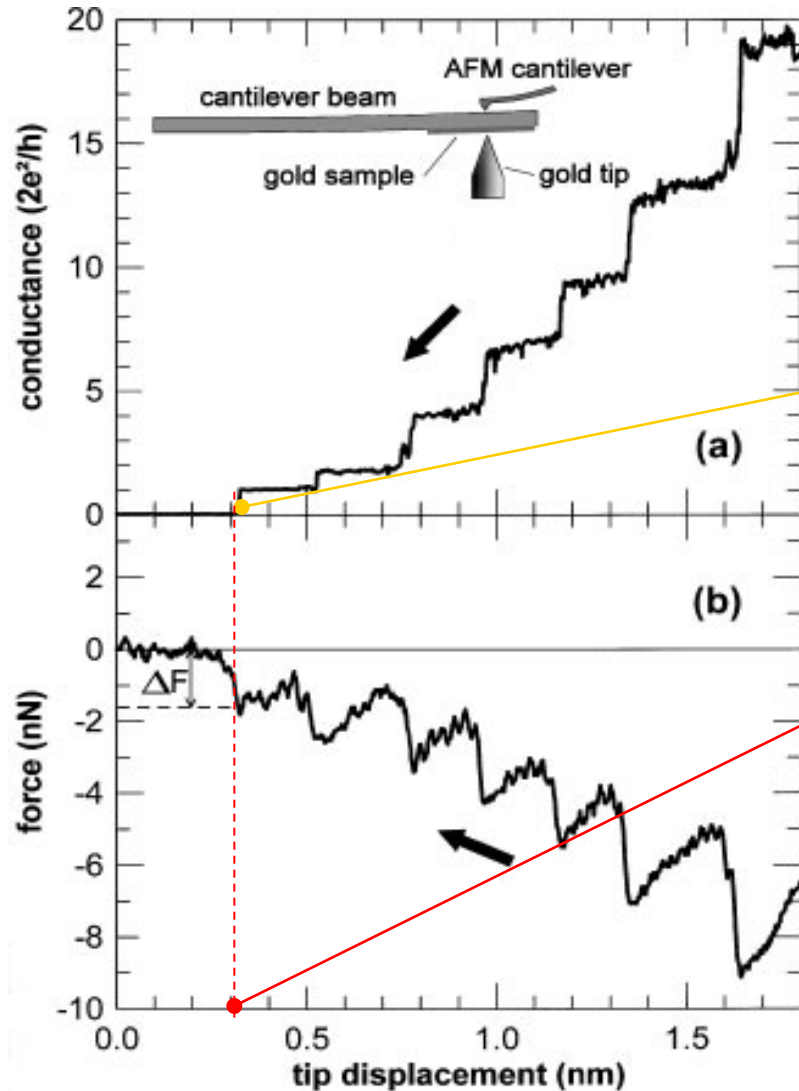 20
15
10
5
0
conductance (2e²/h)
AFM cantilever
cantilever beam
gold sample
gold tip
(a)
2
0
-2
-4
-6
-8
-10
force (nN)
ΔF
(b)
0.0
0.5
1.0
1.5
tip displacement (nm)